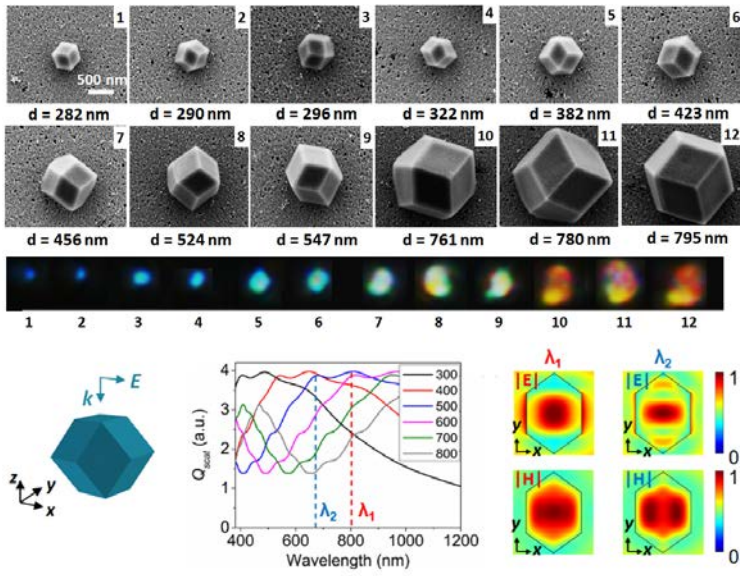 1 2 3 4 5 6
500 nm
d = 282 nm d = 290 nm d = 296 nm d = 322 nm d = 382 nm d = 423 nm
7 8 9 10 11 12
d = 456 nm d = 524 nm d = 547 nm d = 761 nm d = 780 nm d = 795 nm
1 2 3 4 5 6 7 8 9 10 11 12
E
k
z
y
x
Q_scat (a.u.)
4
3
2
1
0
300
400
500
600
700
800
λ₂
λ₁
400 600 800 1000 1200
Wavelength (nm)
λ₁ λ₂
|E| |E|
1
0
y y
x x
|H| |H|
1
0
y y
x x